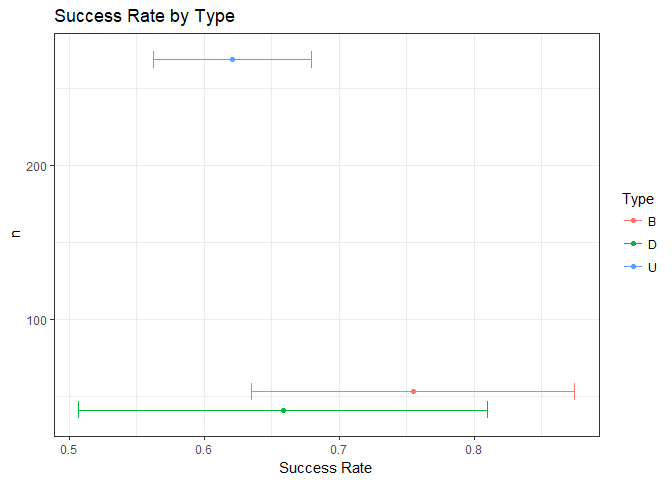 Success Rate by Type
200
100
n
0.5 0.6 0.7 0.8
Success Rate
Type
B
D
U